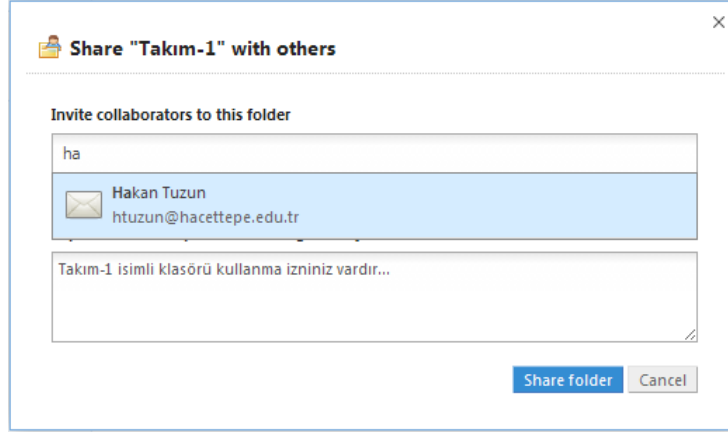 Share "Takım-1" with others
Invite collaborators to this folder
ha
Hakan Tuzun
htuzun@hacettepe.edu.tr
Takım-1 isimli klasörü kullanma izniniz vardır...
Share folder Cancel